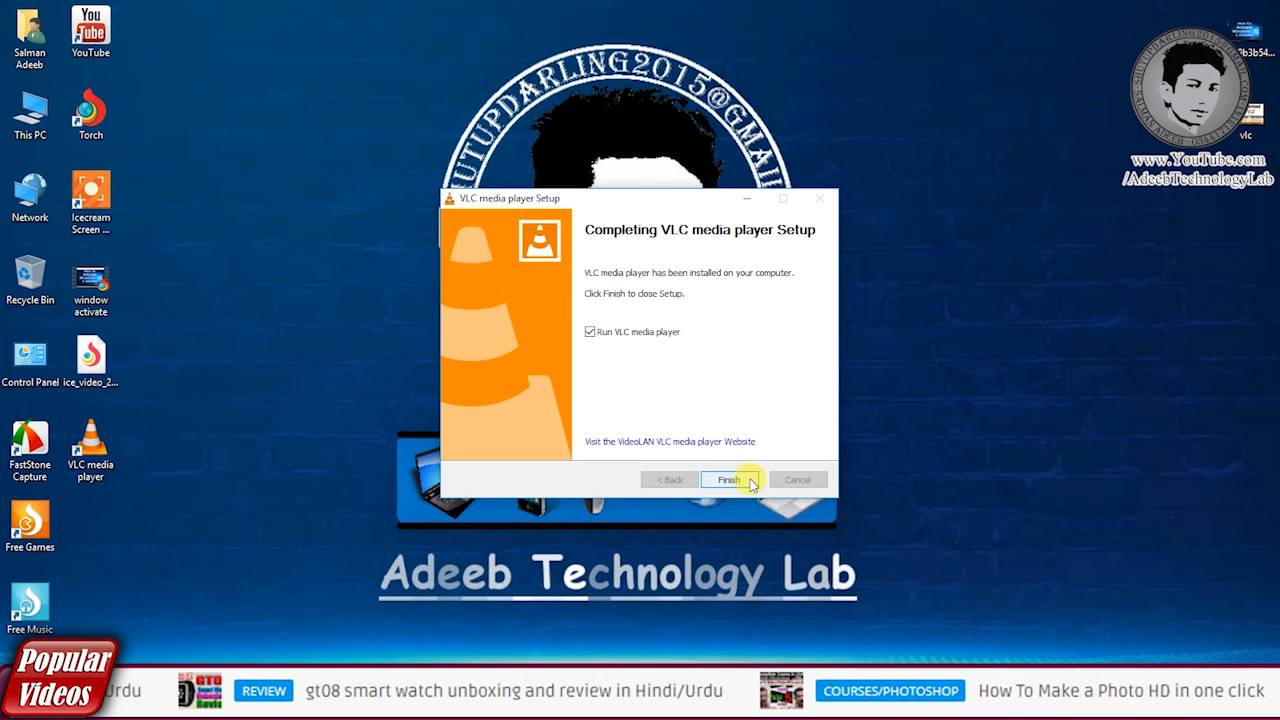 Salman
Adeeb
YouTube
This PC
Torch
Network
Icecream
Screen ...
Recycle Bin
window
activate
Control Panel
ice_video_2...
FastStone
Capture
VLC media
player
Free Games
Free Music
You
Tube
SHUTUPDARLING2015@GMAIL
vlc
www.YouTube.com
/AdeebTechnologyLab
VLC media player Setup
Completing VLC media player Setup
VLC media player has been installed on your computer.
Click Finish to close Setup.
Run VLC media player
Visit the VideoLAN VLC media player Website
< Back
Finish
Cancel
Adeeb Technology Lab
Popular
Videos
Urdu
REVIEW
gt08 smart watch unboxing and review in Hindi/Urdu
COURSES/PHOTOSHOP
How To Make a Photo HD in one click